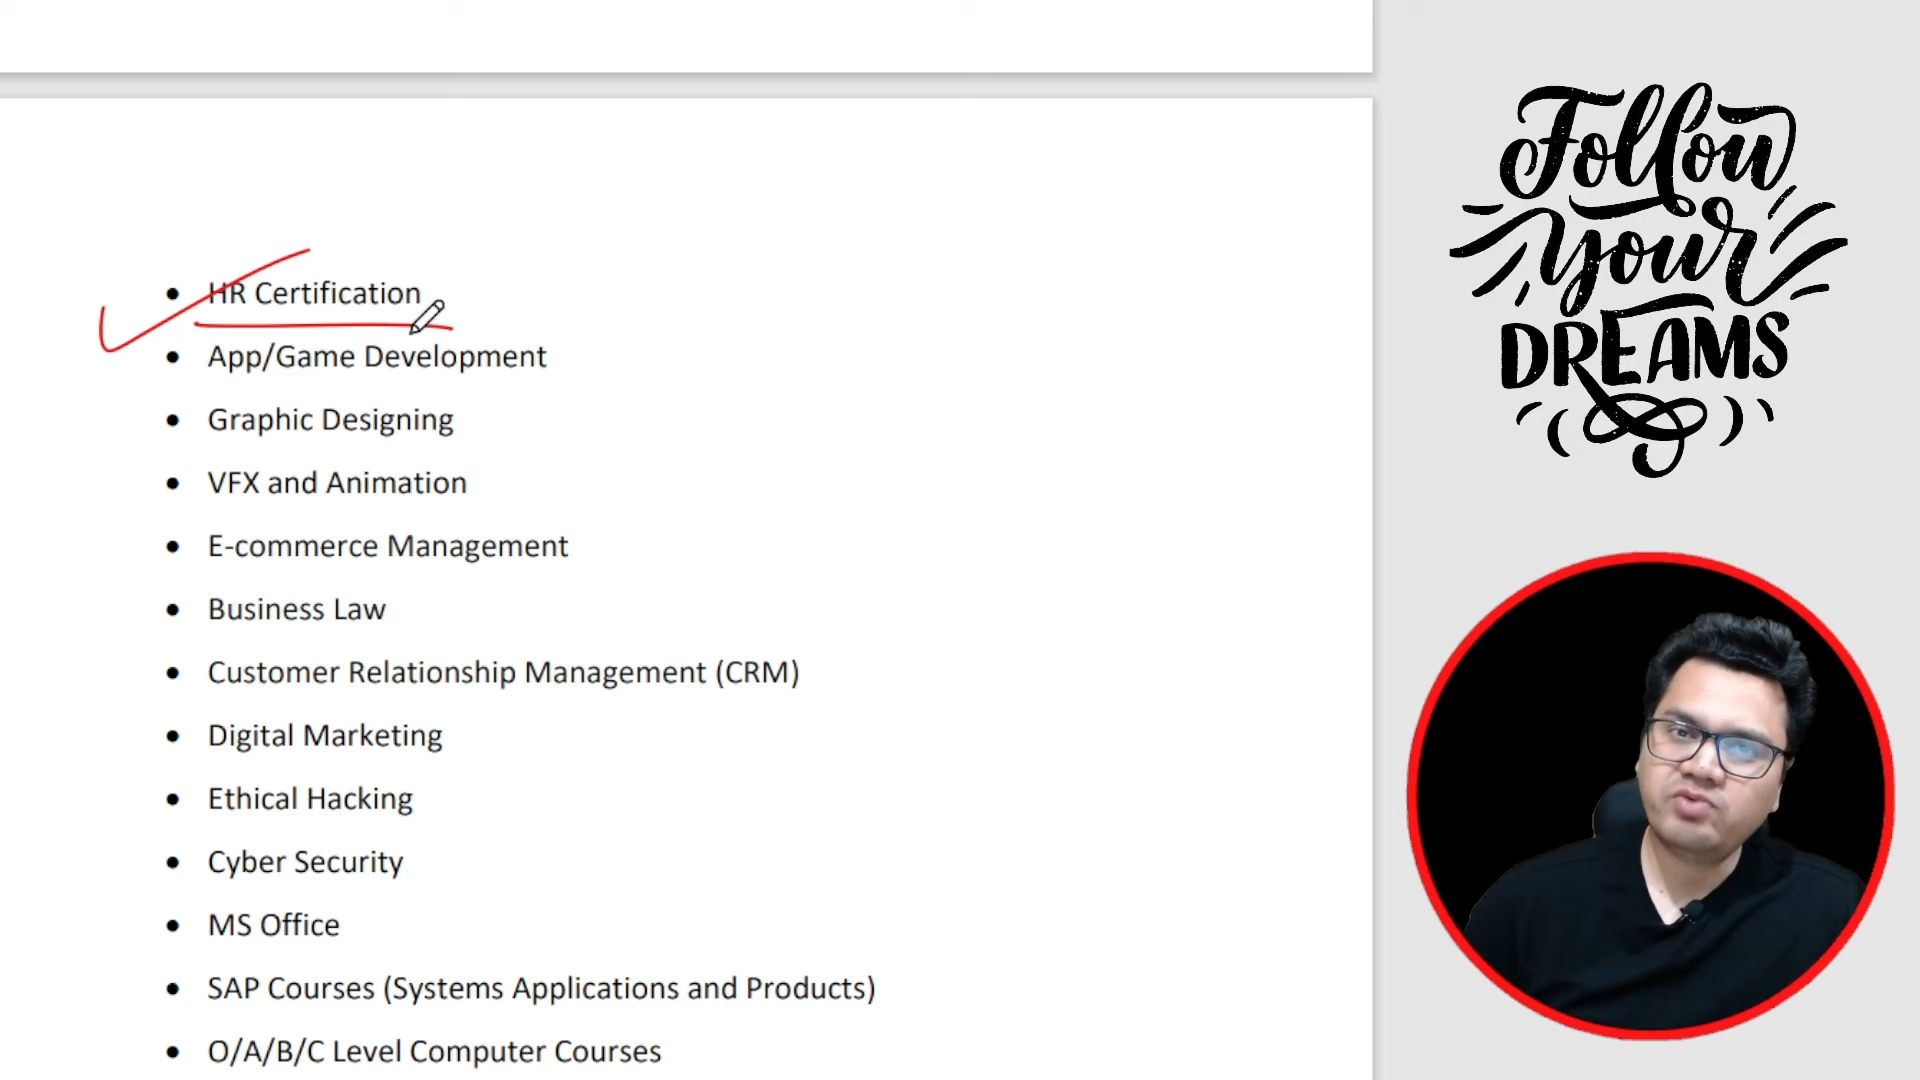 • HR Certification
• App/Game Development
• Graphic Designing
• VFX and Animation
• E-commerce Management
• Business Law
• Customer Relationship Management (CRM)
• Digital Marketing
• Ethical Hacking
• Cyber Security
• MS Office
• SAP Courses (Systems Applications and Products)
• O/A/B/C Level Computer Courses
Follow
Your
DREAMS